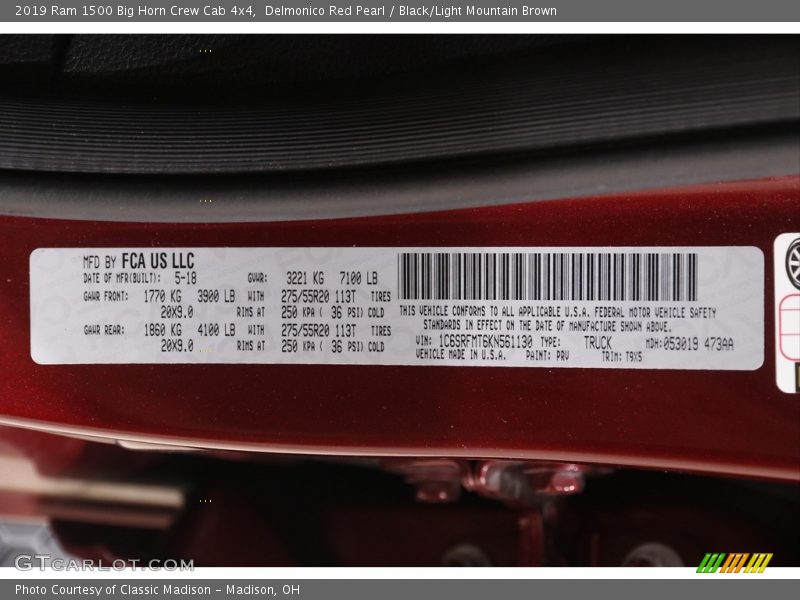 2019 Ram 1500 Big Horn Crew Cab 4x4, Delmonico Red Pearl / Black/Light Mountain Brown
MFD BY FCA US LLC
DATE OF MFR(BUILT): 5-18 GVWR: 3221 KG 7100 LB
GAWR FRONT: 1770 KG 3900 LB WITH 275/55R20 113T TIRES
20X9.0 RIMS AT 250 KPA ( 36 PSI) COLD
GAWR REAR: 1860 KG 4100 LB WITH 275/55R20 113T TIRES
20X9.0 RIMS AT 250 KPA ( 36 PSI) COLD
THIS VEHICLE CONFORMS TO ALL APPLICABLE U.S.A. FEDERAL MOTOR VEHICLE SAFETY
STANDARDS IN EFFECT ON THE DATE OF MANUFACTURE SHOWN ABOVE.
VIN: 1C6SRFMT6KN561130 TYPE: TRUCK MDH:053019 473AA
VEHICLE MADE IN U.S.A. PAINT: PRV TRIM: T9X5
GTCARLOT.COM
Photo Courtesy of Classic Madison - Madison, OH